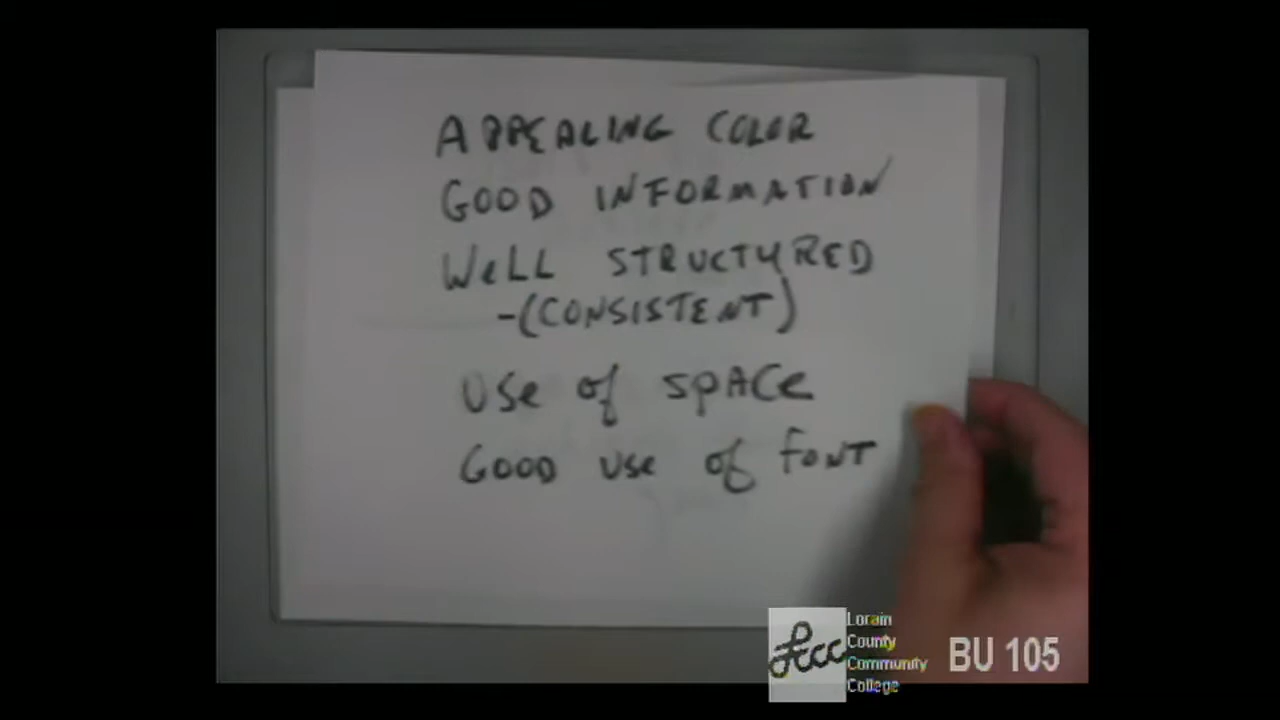 APPEALING COLOR
GOOD INFORMATION
WeLL STRUCTURED
-(CONSISTENT)
Use of SPACe
GOOD use of FONT
lccc
Lorain
County
Community
College
BU 105